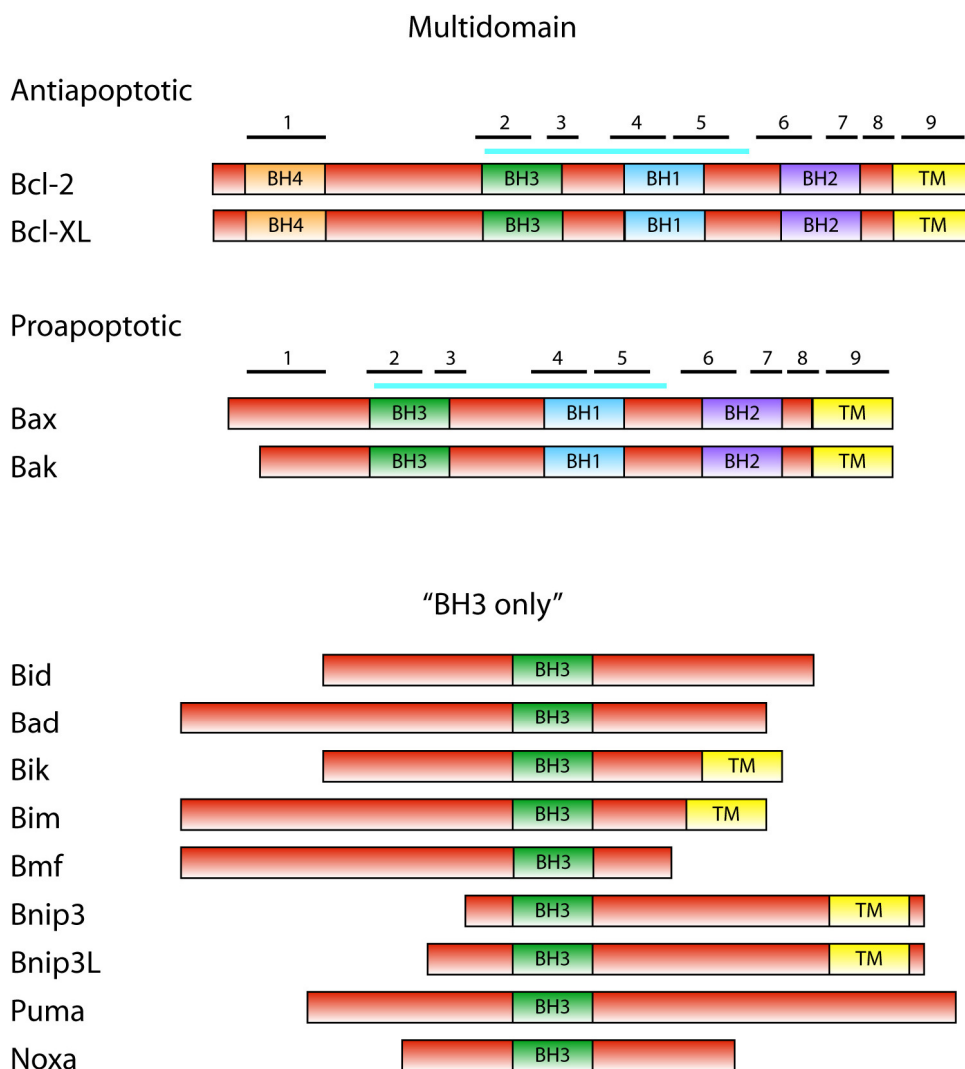 Multidomain
Antiapoptotic
1 2 3 4 5 6 7 8 9
Bcl-2 BH4 BH3 BH1 BH2 TM
Bcl-XL BH4 BH3 BH1 BH2 TM
Proapoptotic
1 2 3 4 5 6 7 8 9
Bax BH3 BH1 BH2 TM
Bak BH3 BH1 BH2 TM
“BH3 only”
Bid BH3
Bad BH3
Bik BH3 TM
Bim BH3 TM
Bmf BH3
Bnip3 BH3 TM
Bnip3L BH3 TM
Puma BH3
Noxa BH3